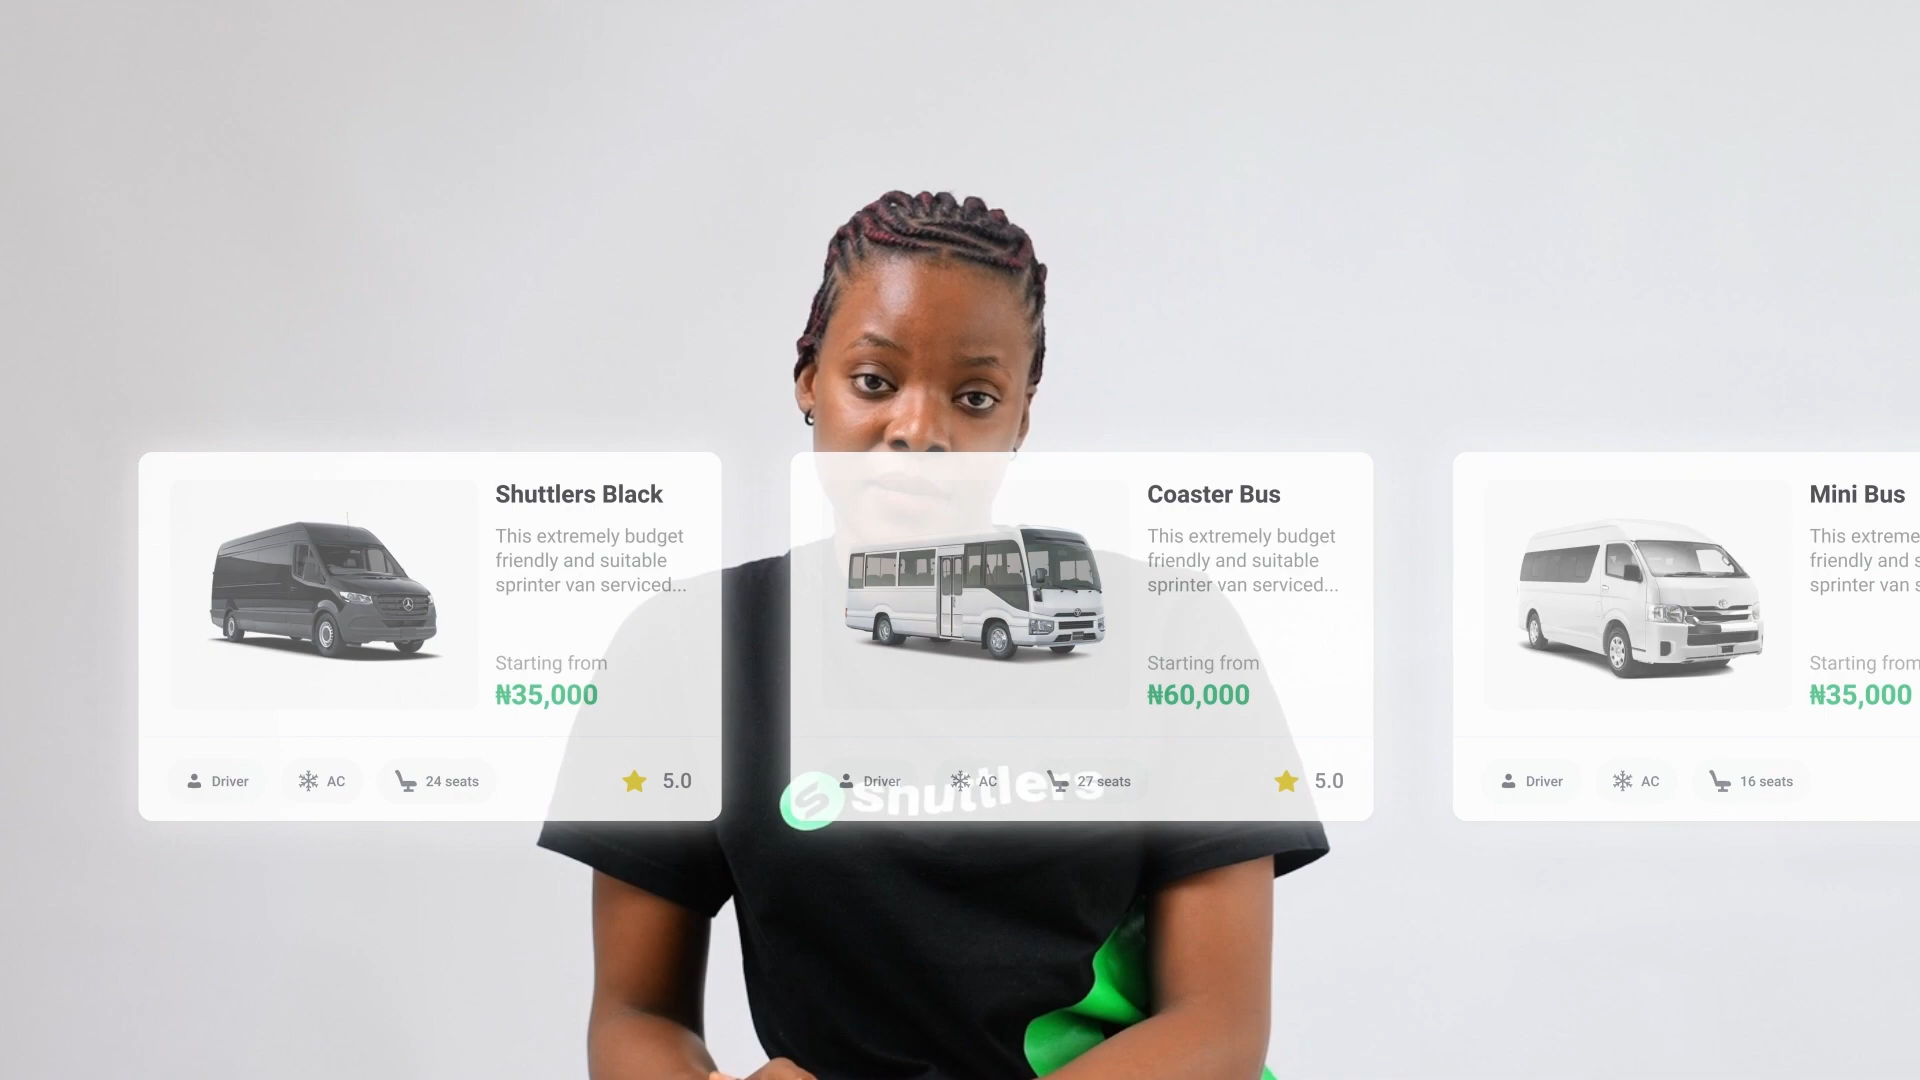 Shuttlers Black
This extremely budget
friendly and suitable
sprinter van serviced...
Starting from
₦35,000
Driver
AC
24 seats
5.0
Coaster Bus
This extremely budget
friendly and suitable
sprinter van serviced...
Starting from
₦60,000
Driver
AC
27 seats
5.0
shuttlers
Mini Bus
This extreme
friendly and s
sprinter van s
Starting from
₦35,000
Driver
AC
16 seats